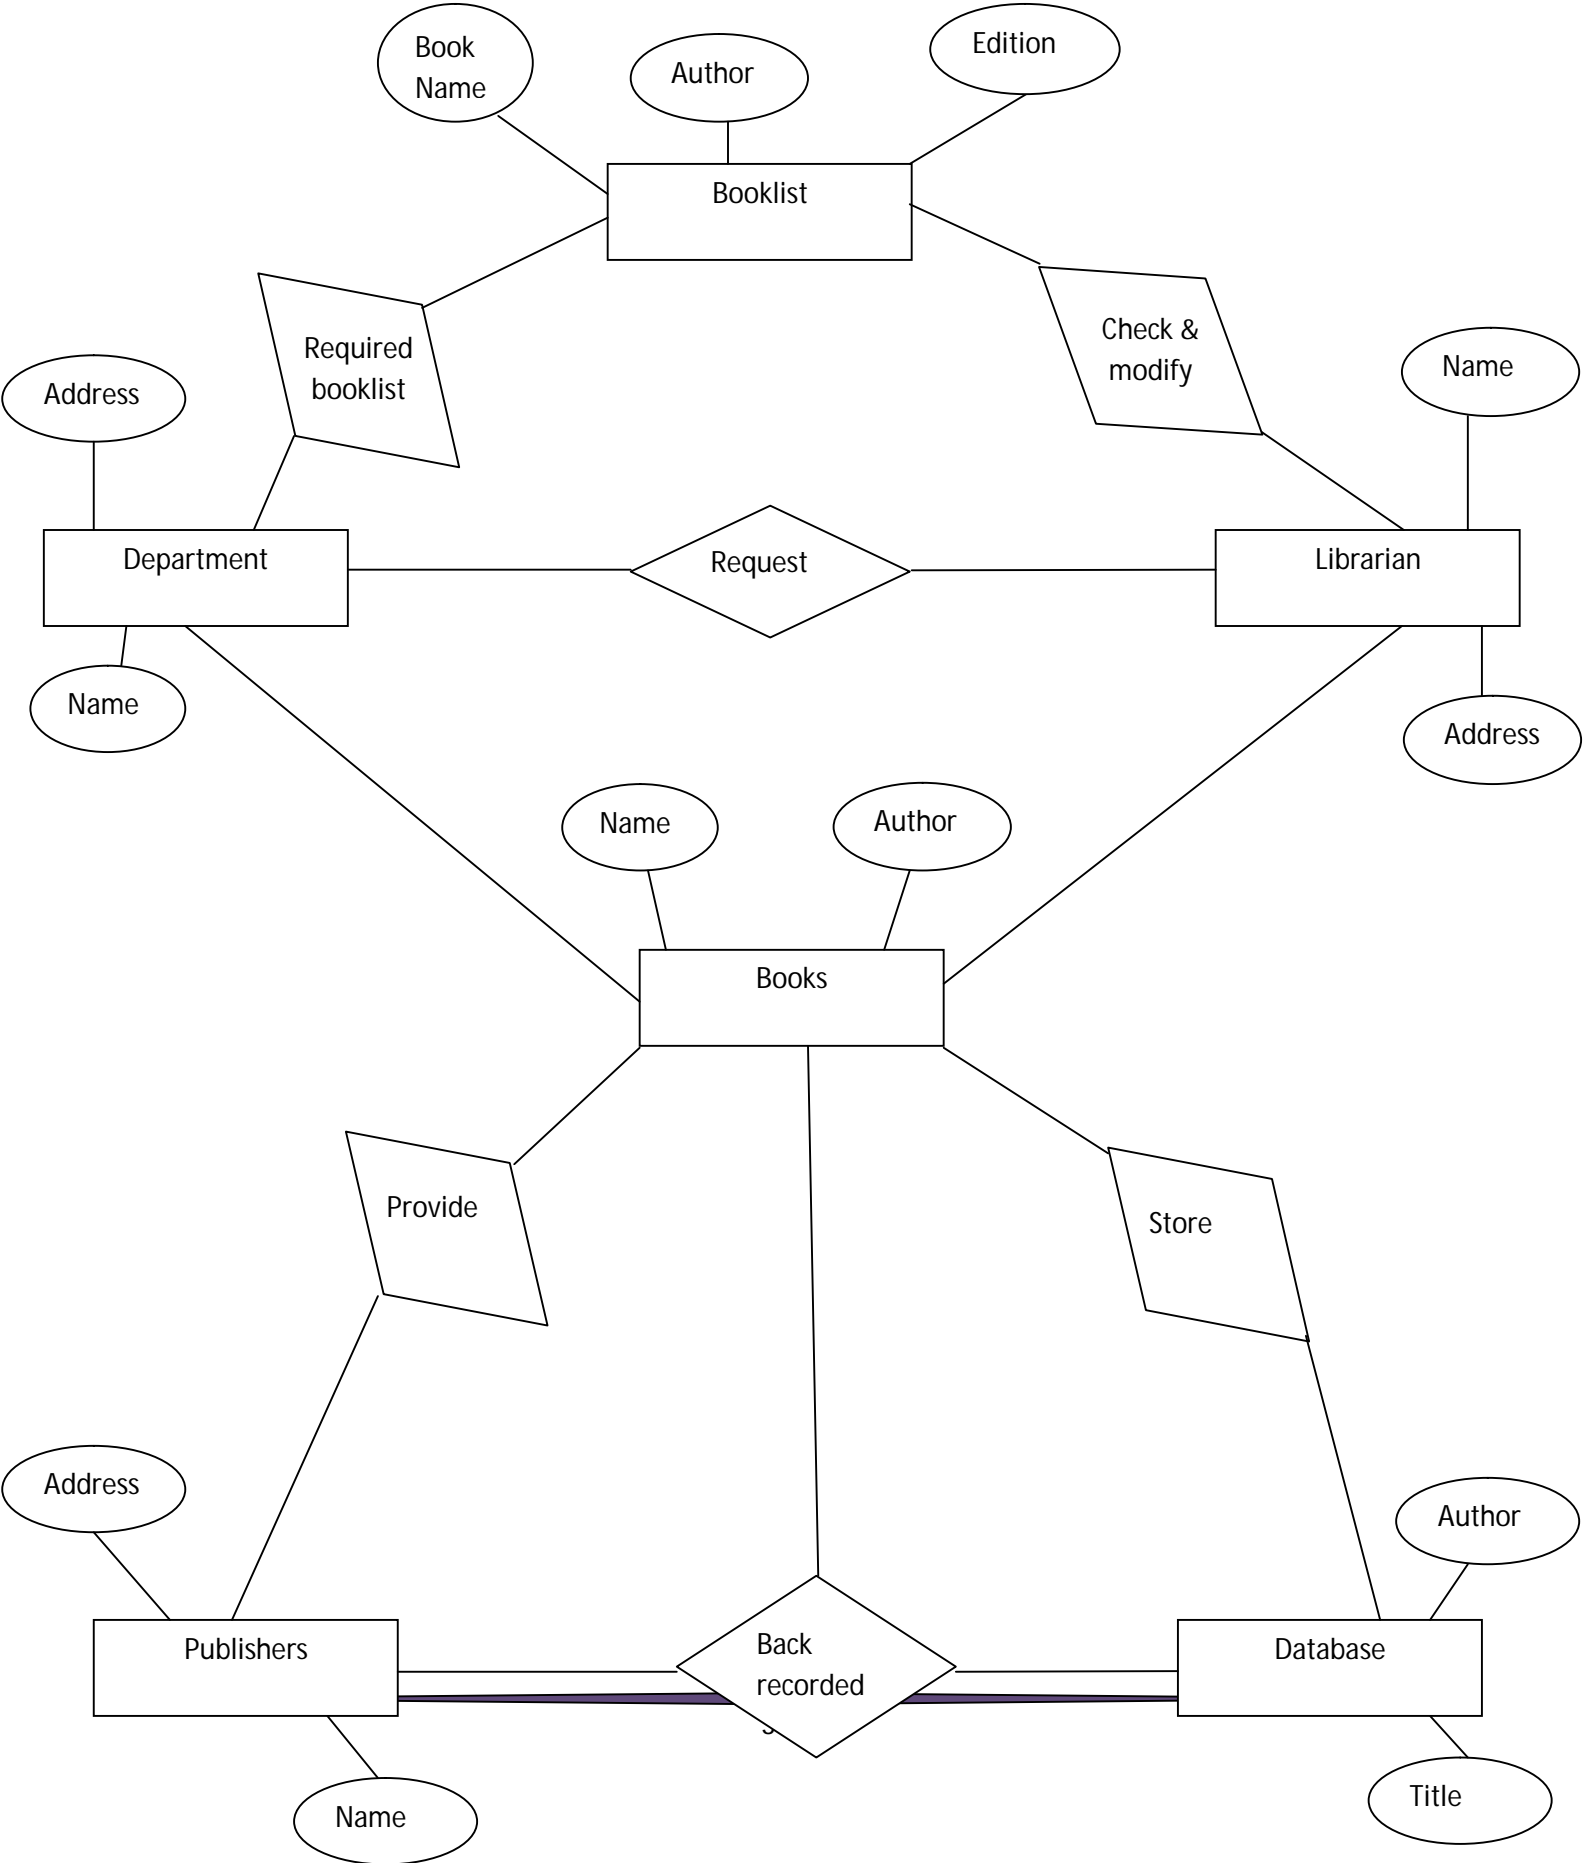 Book
Name
Author
Edition
Booklist
Required
booklist
Check &
modify
Address
Name
Department
Request
Librarian
Name
Address
Name
Author
Books
Provide
Store
Address
Author
Publishers
Back
recorded
Database
Name
Title